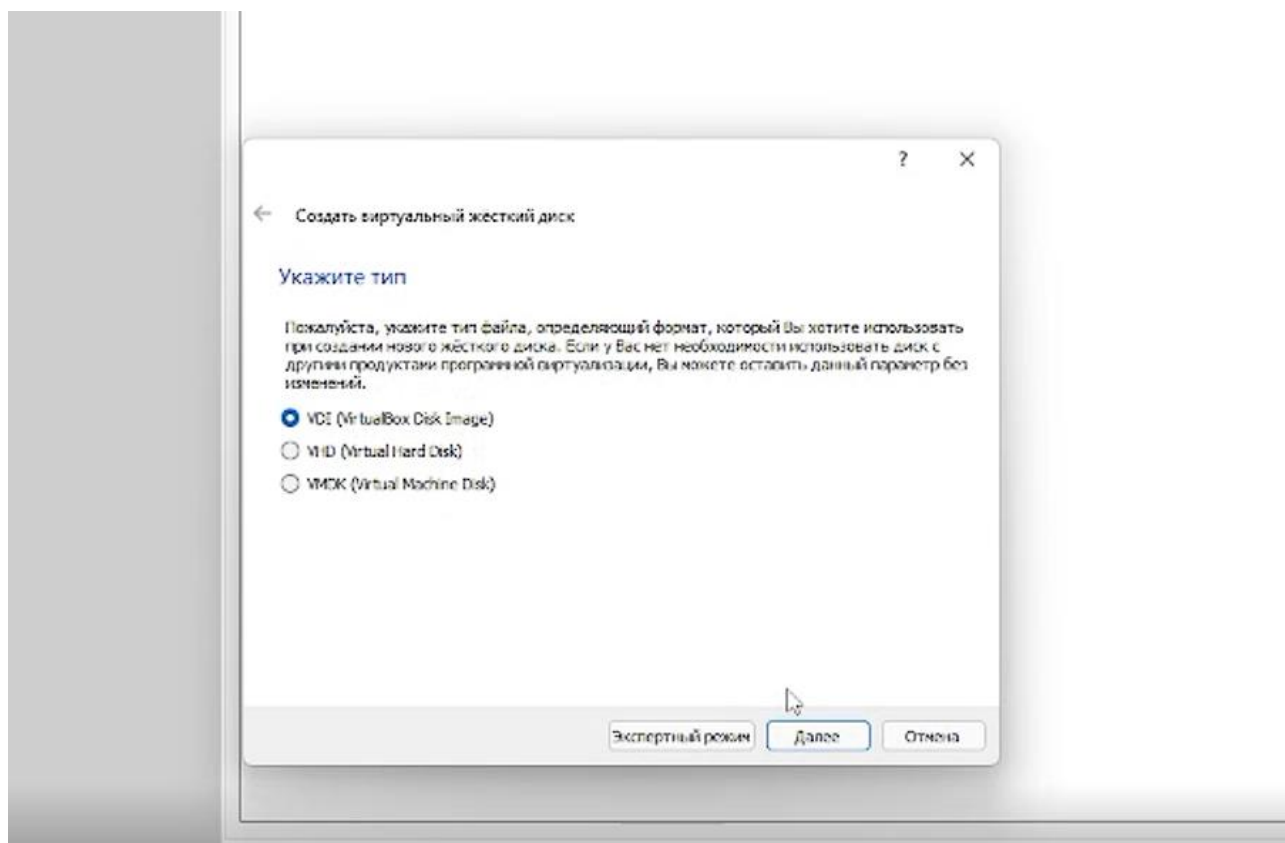 ?
Создать виртуальный жесткий диск
Укажите тип
Пожалуйста, укажите тип файла, определяющий формат, который Вы хотите использовать
при создании нового жёсткого диска. Если у Вас нет необходимости использовать диск с
другими продуктами программной виртуализации, Вы можете оставить данный параметр без
изменений.
VDI (VirtualBox Disk Image)
VHD (Virtual Hard Disk)
VMDK (Virtual Machine Disk)
Экспертный режим Далее Отмена